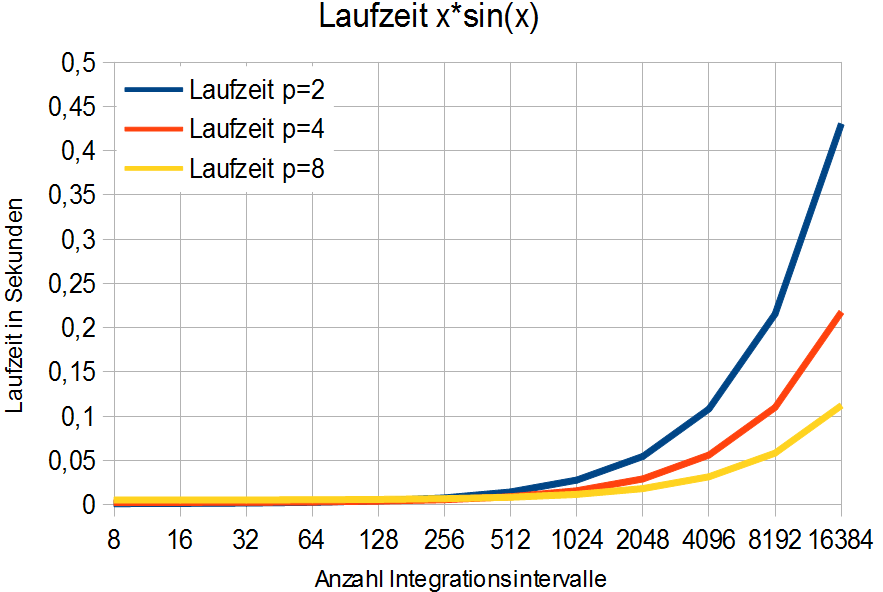 Laufzeit x*sin(x)
0,5
0,45
0,4
0,35
0,3
0,25
0,2
0,15
0,1
0,05
0
Laufzeit in Sekunden
Laufzeit p=2
Laufzeit p=4
Laufzeit p=8
8 16 32 64 128 256 512 1024 2048 4096 8192 16384
Anzahl Integrationsintervalle